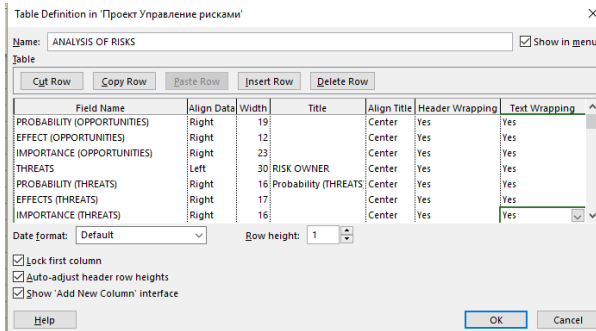 Table Definition in 'Проект Управление рисками'
Name: ANALYSIS OF RISKS Show in menu
Table
Cut Row Copy Row Paste Row Insert Row Delete Row
Field Name Align Data Width Title Align Title Header Wrapping Text Wrapping
PROBABILITY (OPPORTUNITIES) Right 19 Center Yes Yes
EFFECT (OPPORTUNITIES) Right 12 Center Yes Yes
IMPORTANCE (OPPORTUNITIES) Right 23 Center Yes Yes
THREATS Left 30 RISK OWNER Center Yes Yes
PROBABILITY (THREATS) Right 16 Probability (THREATS Center Yes Yes
EFFECTS (THREATS) Right 17 Center Yes Yes
IMPORTANCE (THREATS) Right 16 Center Yes Yes
Date format: Default Row height: 1
Lock first column
Auto-adjust header row heights
Show 'Add New Column' interface
Help OK Cancel